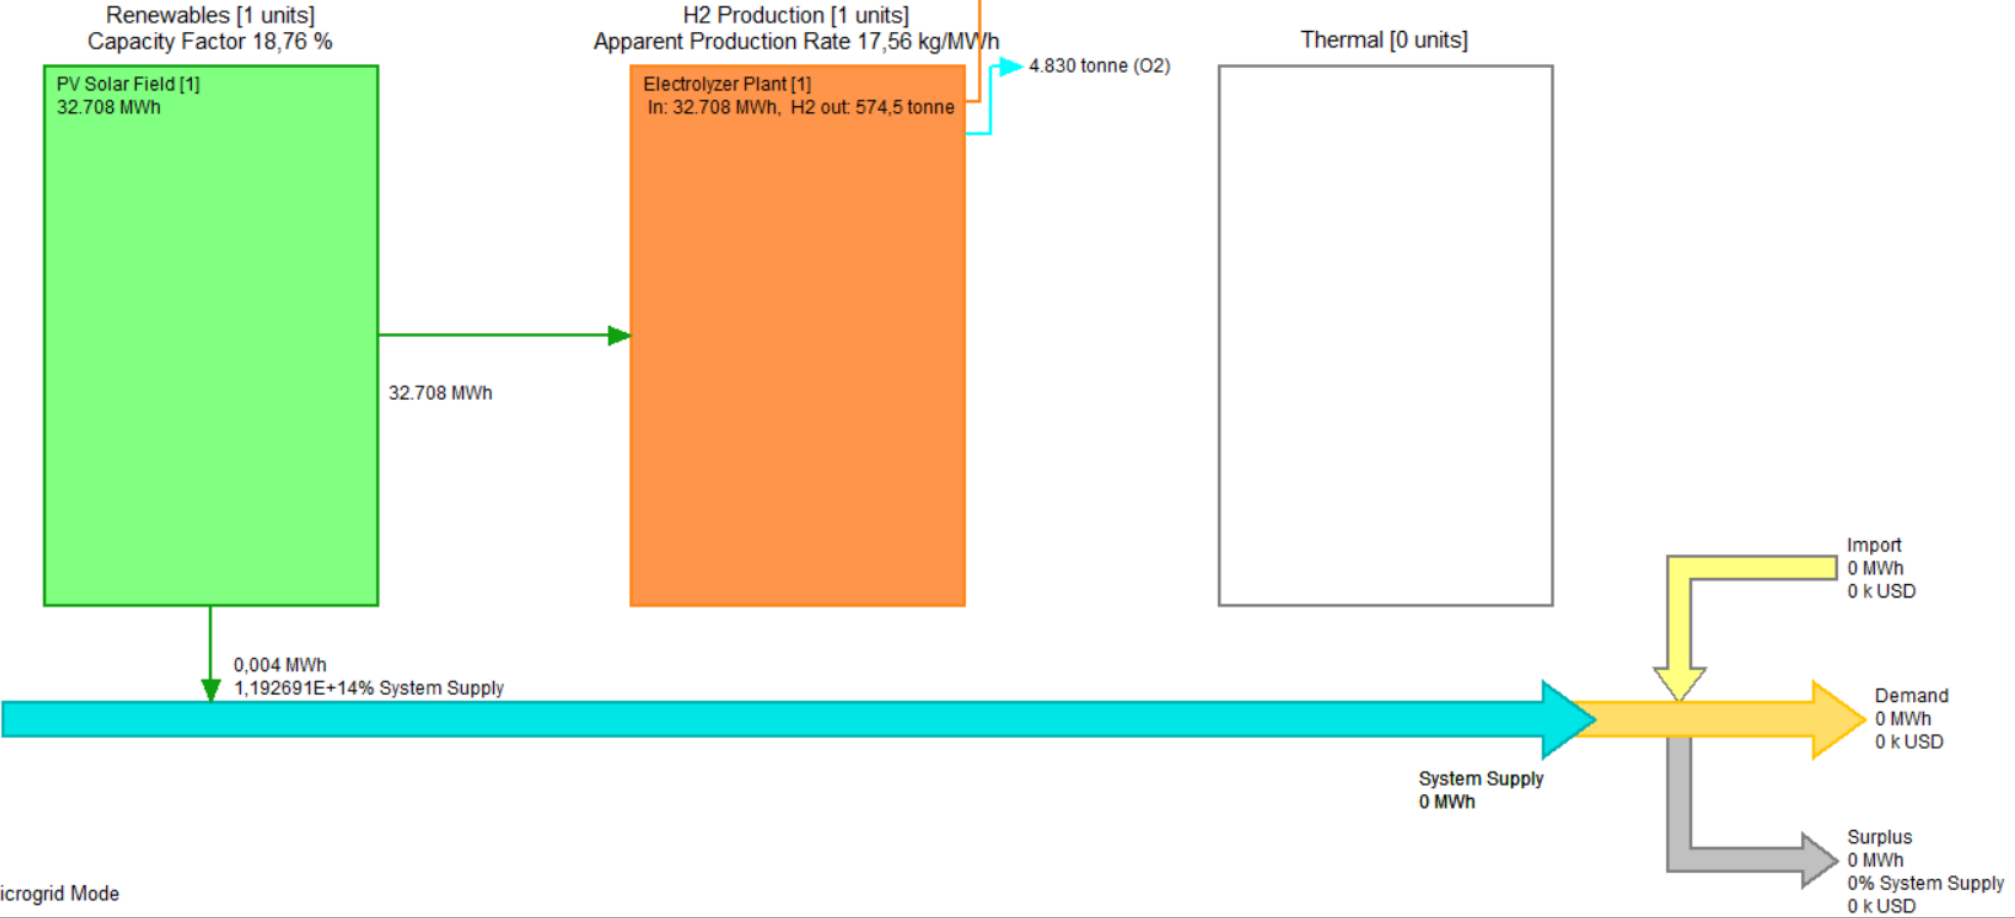 Renewables [1 units]
Capacity Factor 18,76 %
H2 Production [1 units]
Apparent Production Rate 17,56 kg/MWh
Thermal [0 units]
PV Solar Field [1]
32.708 MWh
Electrolyzer Plant [1]
In: 32.708 MWh, H2 out: 574,5 tonne
4.830 tonne (O2)
32.708 MWh
Import
0 MWh
0 k USD
0,004 MWh
1,192691E+14% System Supply
Demand
0 MWh
0 k USD
System Supply
0 MWh
Surplus
0 MWh
0% System Supply
0 k USD
icrogrid Mode